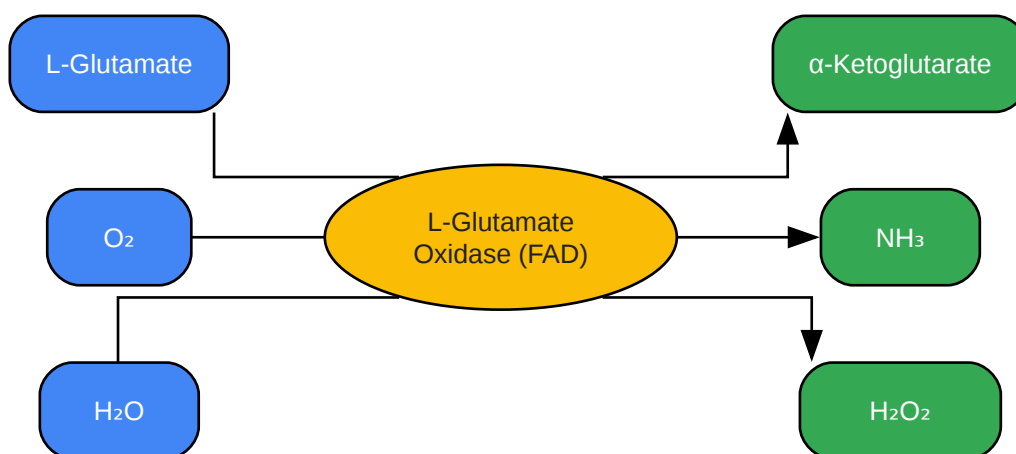 L-Glutamate
α-Ketoglutarate
L-Glutamate
Oxidase (FAD)
O₂
NH₃
H₂O
H₂O₂